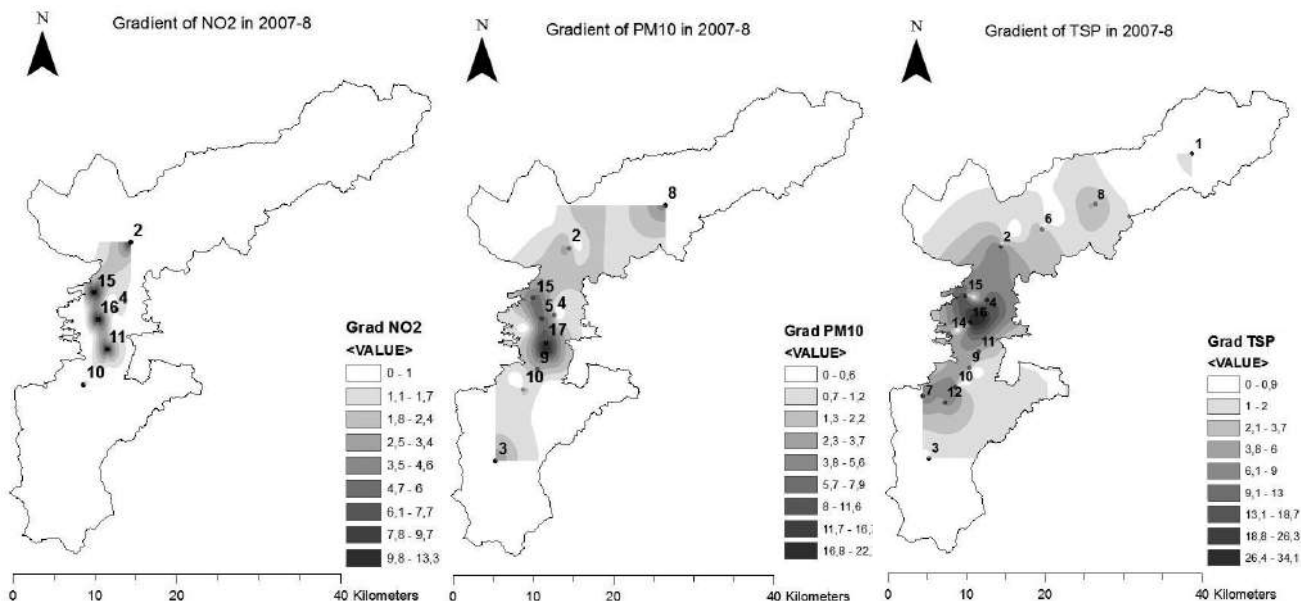 Gradient of NO2 in 2007-8
N
2
15
4
16
11
10
Grad NO2
<VALUE>
0 - 1
1,1 - 1,7
1,8 - 2,4
2,5 - 3,4
3,5 - 4,6
4,7 - 6
6,1 - 7,7
7,8 - 9,7
9,8 - 13,3
0 10 20 40 Kilometers
Gradient of PM10 in 2007-8
N
8
2
15
5 4
17
9
10
3
Grad PM10
<VALUE>
0 - 0,6
0,7 - 1,2
1,3 - 2,2
2,3 - 3,7
3,8 - 5,6
5,7 - 7,9
8 - 11,6
11,7 - 16,
16,8 - 22,
0 10 20 40 Kilometers
Gradient of TSP in 2007-8
N
1
8
6
2
15
4
16
14
11
9
10
7 12
3
Grad TSP
<VALUE>
0 - 0,9
1 - 2
2,1 - 3,7
3,8 - 6
6,1 - 9
9,1 - 13
13,1 - 18,7
18,8 - 26,3
26,4 - 34,1
0 10 20 40 Kilometers